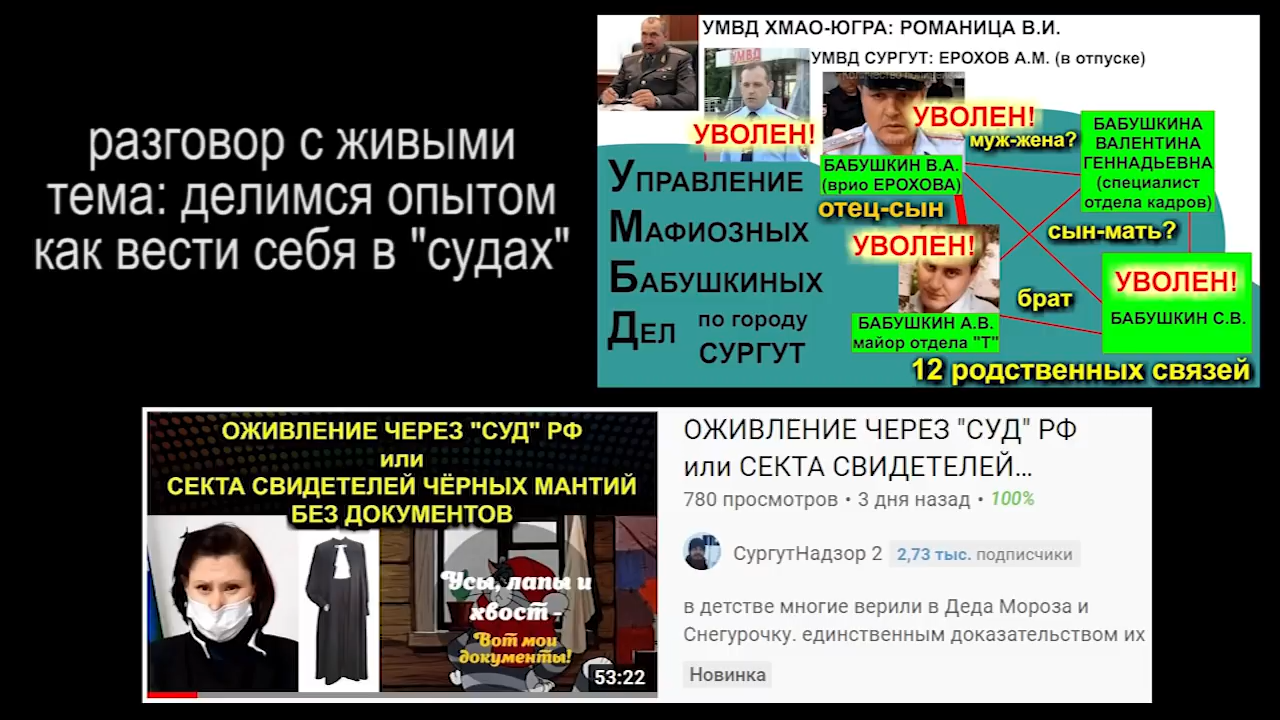 разговор с живыми
тема: делимся опытом
как вести себя в "судах"
УМВД ХМАО-ЮГРА: РОМАНИЦА В.И.
УМВД СУРГУТ: ЕРОХОВ А.М. (в отпуске)
УМВД
УВОЛЕН!
УВОЛЕН!
муж-жена?
БАБУШКИНА
ВАЛЕНТИНА
ГЕННАДЬЕВНА
(специалист
отдела кадров)
БАБУШКИН В.А.
(врио ЕРОХОВА)
отец-сын
УПРАВЛЕНИЕ
МАФИОЗНЫХ
БАБУШКИНЫХ
ДЕЛ по городу
СУРГУТ
УВОЛЕН!
сын-мать?
брат
УВОЛЕН!
БАБУШКИН С.В.
БАБУШКИН А.В.
майор отдела "Т"
12 родственных связей
ОЖИВЛЕНИЕ ЧЕРЕЗ "СУД" РФ
или
СЕКТА СВИДЕТЕЛЕЙ ЧЁРНЫХ МАНТИЙ
БЕЗ ДОКУМЕНТОВ
Усы, лапы и
хвост -
Вот мои
документы!
53:22
ОЖИВЛЕНИЕ ЧЕРЕЗ "СУД" РФ
или СЕКТА СВИДЕТЕЛЕЙ...
780 просмотров • 3 дня назад • 100%
СургутНадзор 2 2,73 тыс. подписчики
в детстве многие верили в Деда Мороза и
Снегурочку. единственным доказательством их
Новинка